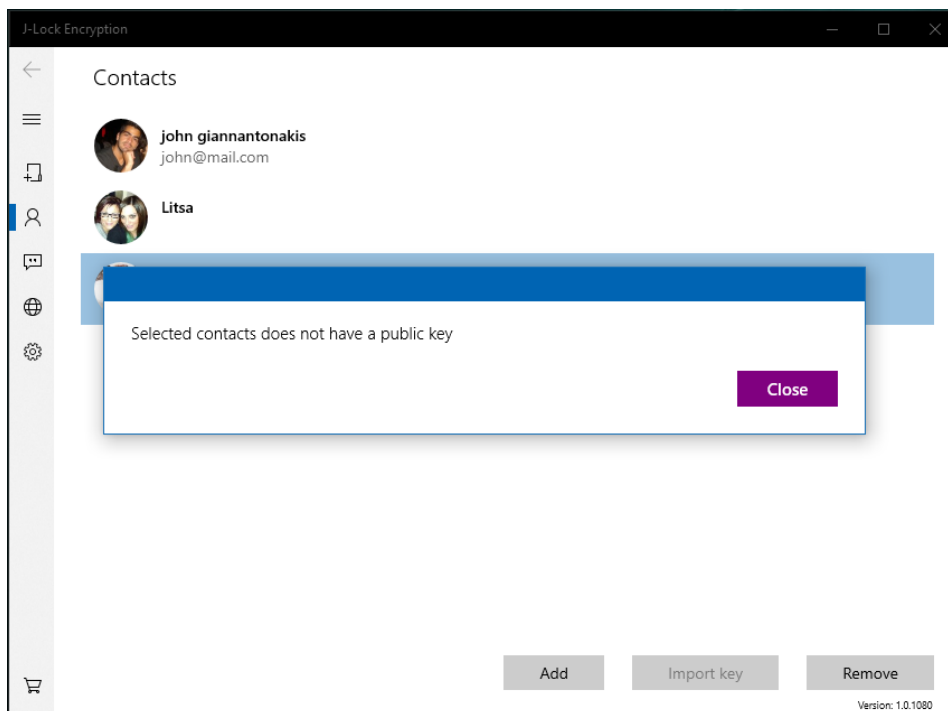 J-Lock Encryption
Contacts
john giannantonakis
john@mail.com
Litsa
Selected contacts does not have a public key
Close
Add
Import key
Remove
Version: 1.0.1080